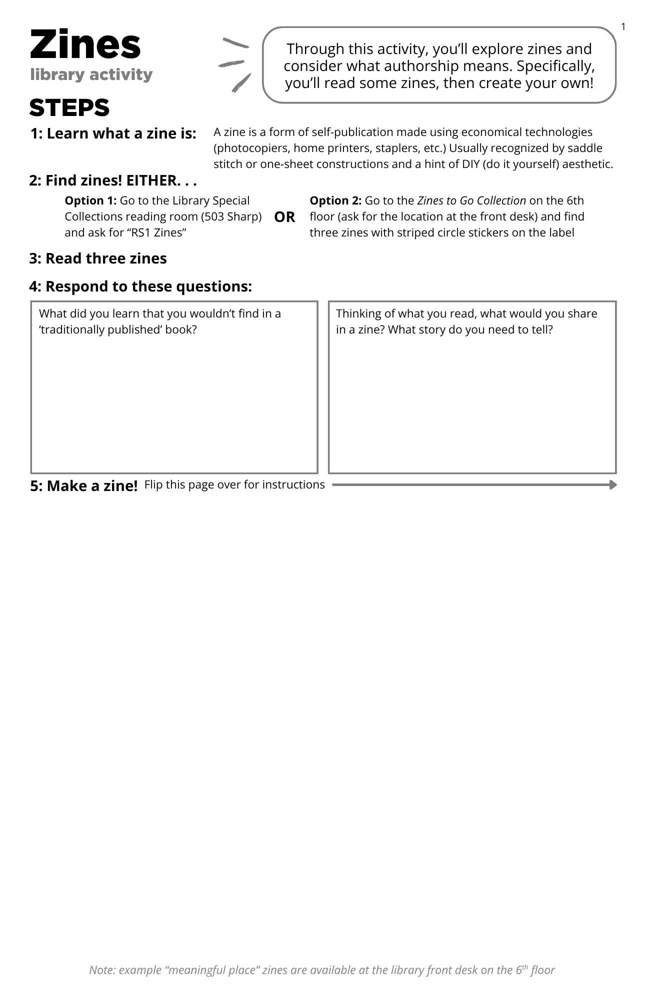 1
Zines
library activity
Through this activity, you’ll explore zines and
consider what authorship means. Specifically,
you’ll read some zines, then create your own!
STEPS
1: Learn what a zine is:
A zine is a form of self-publication made using economical technologies
(photocopiers, home printers, staplers, etc.) Usually recognized by saddle
stitch or one-sheet constructions and a hint of DIY (do it yourself) aesthetic.
2: Find zines! EITHER. . .
Option 1: Go to the Library Special
Collections reading room (503 Sharp)
and ask for “RS1 Zines”
OR
Option 2: Go to the Zines to Go Collection on the 6th
floor (ask for the location at the front desk) and find
three zines with striped circle stickers on the label
3: Read three zines
4: Respond to these questions:
What did you learn that you wouldn’t find in a
‘traditionally published’ book?
Thinking of what you read, what would you share
in a zine? What story do you need to tell?
5: Make a zine! Flip this page over for instructions
Note: example “meaningful place” zines are available at the library front desk on the 6th floor